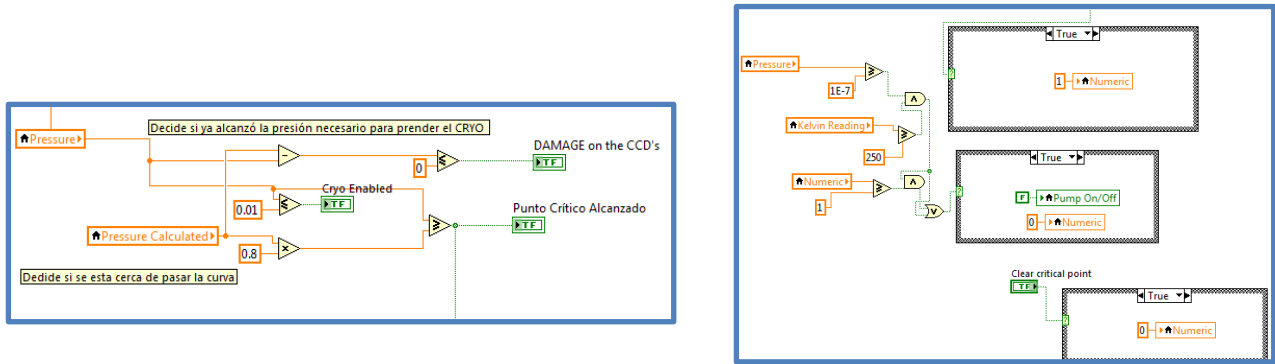 Decide si ya alcanzó la presión necesario para prender el CRYO
Pressure
DAMAGE on the CCD's
0
TF
Cryo Enabled
0.01
TF
Punto Crítico Alcanzado
TF
Pressure Calculated
0.8
Dedide si se esta cerca de pasar la curva
True
Pressure
1E-7
1
Numeric
Kelvin Reading
250
True
Numeric
1
F
Pump On/Off
0
Numeric
Clear critical point
TF
True
0
Numeric